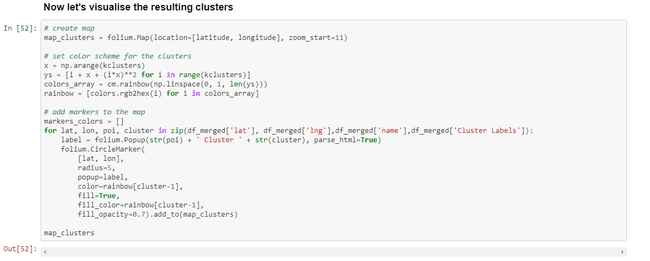 Now let's visualise the resulting clusters
In [52]:
# create map
map_clusters = folium.Map(location=[latitude, longitude], zoom_start=11)
# set color scheme for the clusters
x = np.arange(kclusters)
ys = [i + x + (i*x)**2 for i in range(kclusters)]
colors_array = cm.rainbow(np.linspace(0, 1, len(ys)))
rainbow = [colors.rgb2hex(i) for i in colors_array]
# add markers to the map
markers_colors = []
for lat, lon, poi, cluster in zip(df_merged['lat'], df_merged['lng'],df_merged['name'],df_merged['Cluster Labels']):
    label = folium.Popup(str(poi) + ' Cluster ' + str(cluster), parse_html=True)
    folium.CircleMarker(
        [lat, lon],
        radius=5,
        popup=label,
        color=rainbow[cluster-1],
        fill=True,
        fill_color=rainbow[cluster-1],
        fill_opacity=0.7).add_to(map_clusters)
map_clusters
Out[52]: